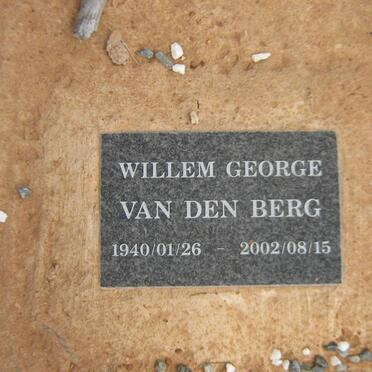 WILLEM GEORGE
VAN DEN BERG
1940/01/26 - 2002/08/15